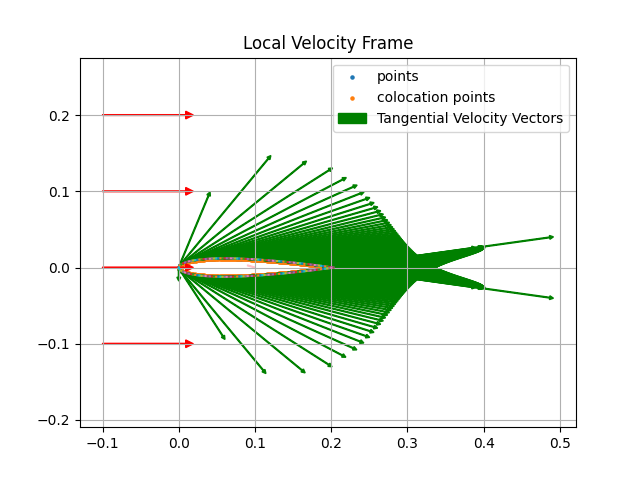 Local Velocity Frame
points
colocation points
Tangential Velocity Vectors
0.2
0.1
0.0
−0.1
−0.2
−0.1 0.0 0.1 0.2 0.3 0.4 0.5